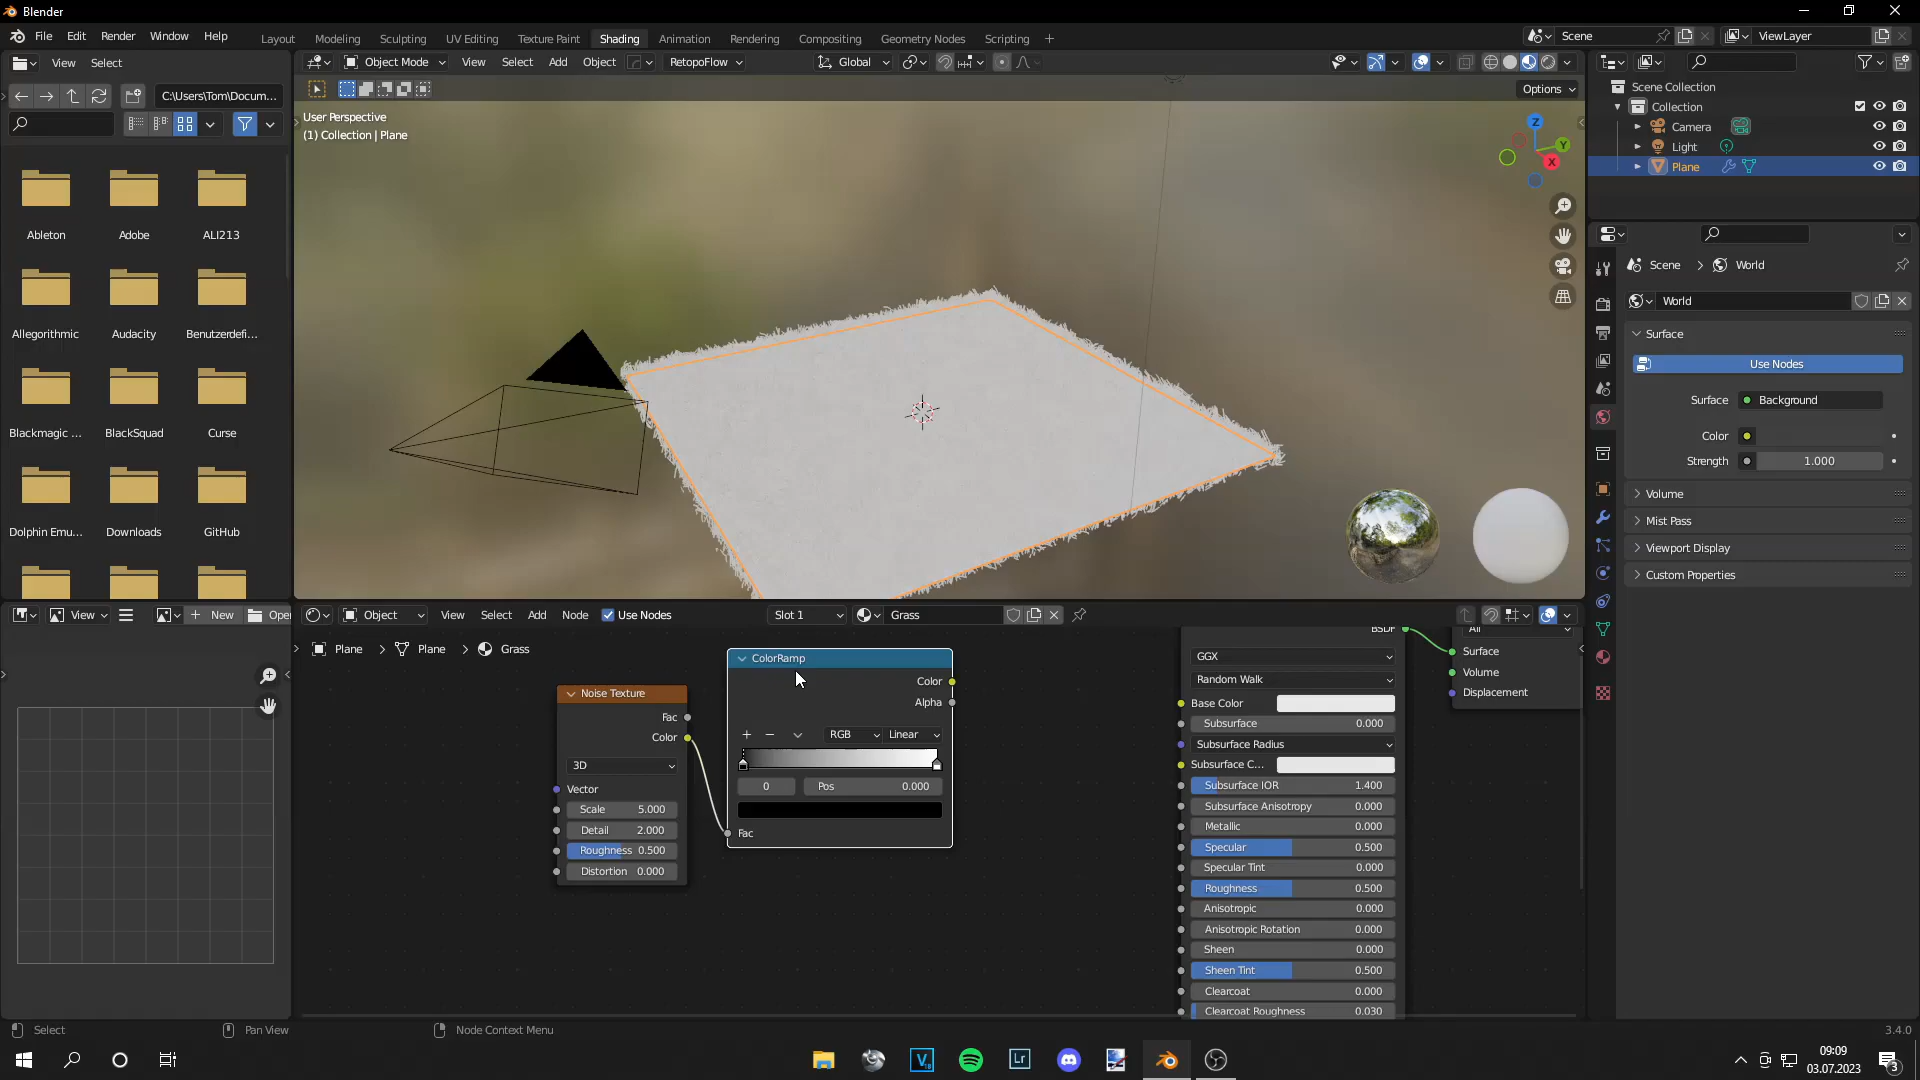 Blender
File Edit Render Window Help
Layout Modeling Sculpting UV Editing Texture Paint Shading Animation Rendering Compositing Geometry Nodes Scripting +
Scene
ViewLayer
View Select
Object Mode View Select Add Object RetopoFlow Global
C:\Users\Tom\Docum...
Options
User Perspective
(1) Collection | Plane
Z
Y
X
Scene Collection
Collection
Camera
Light
Plane
Ableton Adobe ALI213
Allegorithmic Audacity Benutzerdefi...
Blackmagic ... BlackSquad Curse
Dolphin Emu... Downloads GitHub
Scene > World
World
Surface
Use Nodes
Surface Background
Color
Strength 1.000
Volume
Mist Pass
Viewport Display
Custom Properties
View + New Open
Object View Select Add Node Use Nodes Slot 1 Grass
Plane > Plane > Grass
Noise Texture
Fac
Color
3D
Vector
Scale 5.000
Detail 2.000
Roughness 0.500
Distortion 0.000
ColorRamp
Color
Alpha
+ − RGB Linear
0 Pos 0.000
Fac
BSDF
GGX
Random Walk
Base Color
Subsurface 0.000
Subsurface Radius
Subsurface C...
Subsurface IOR 1.400
Subsurface Anisotropy 0.000
Metallic 0.000
Specular 0.500
Specular Tint 0.000
Roughness 0.500
Anisotropic 0.000
Anisotropic Rotation 0.000
Sheen 0.000
Sheen Tint 0.500
Clearcoat 0.000
Clearcoat Roughness 0.030
All
Surface
Volume
Displacement
Select Pan View Node Context Menu
3.4.0
V
18
Lr
09:09
03.07.2023
3